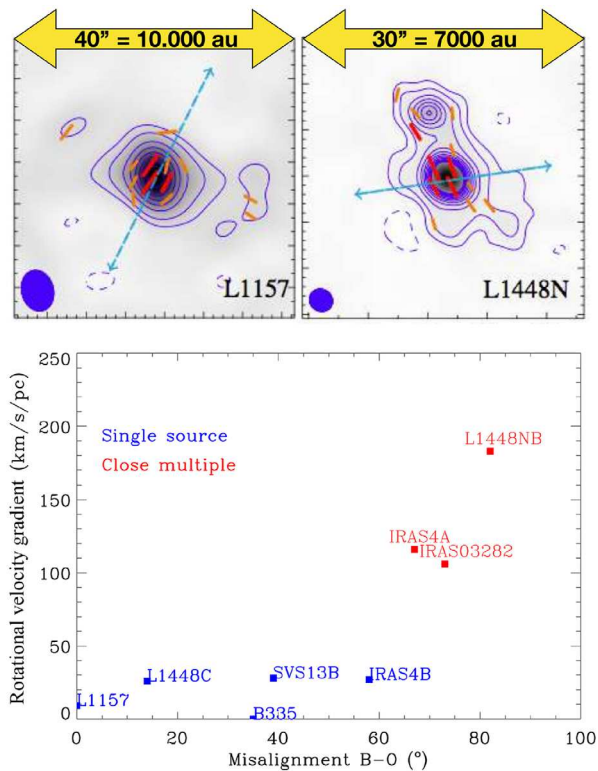 40” = 10.000 au
30” = 7000 au
L1157
L1448N
Rotational velocity gradient (km/s/pc)
250
200
150
100
50
0
Single source
Close multiple
L1448NB
IRAS4A
IRAS03282
L1448C
SVS13B
IRAS4B
L1157
B335
0
20
40
60
80
100
Misalignment B-O (°)